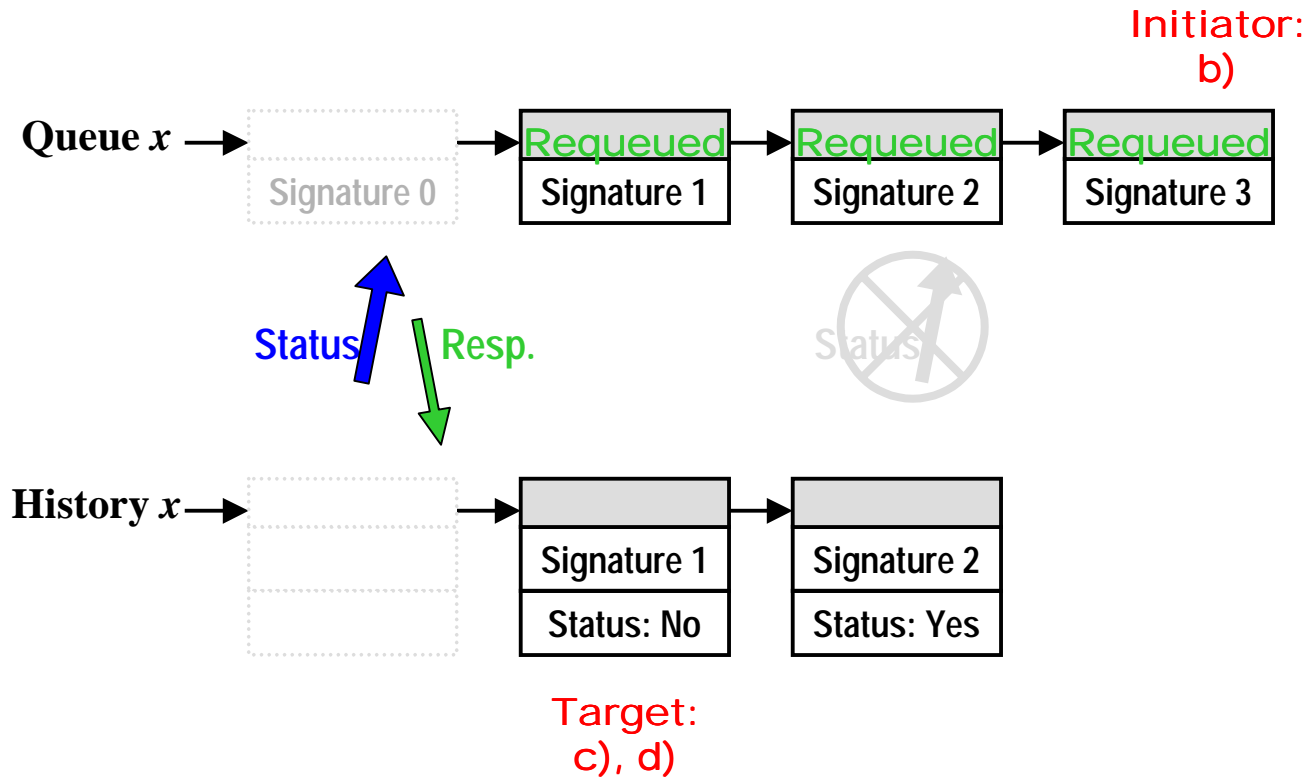 Initiator:
b)
Queue x
Requeued
Requeued
Requeued
Signature 0
Signature 1
Signature 2
Signature 3
Status
Resp.
Status
History x
Signature 1
Signature 2
Status: No
Status: Yes
Target:
c), d)